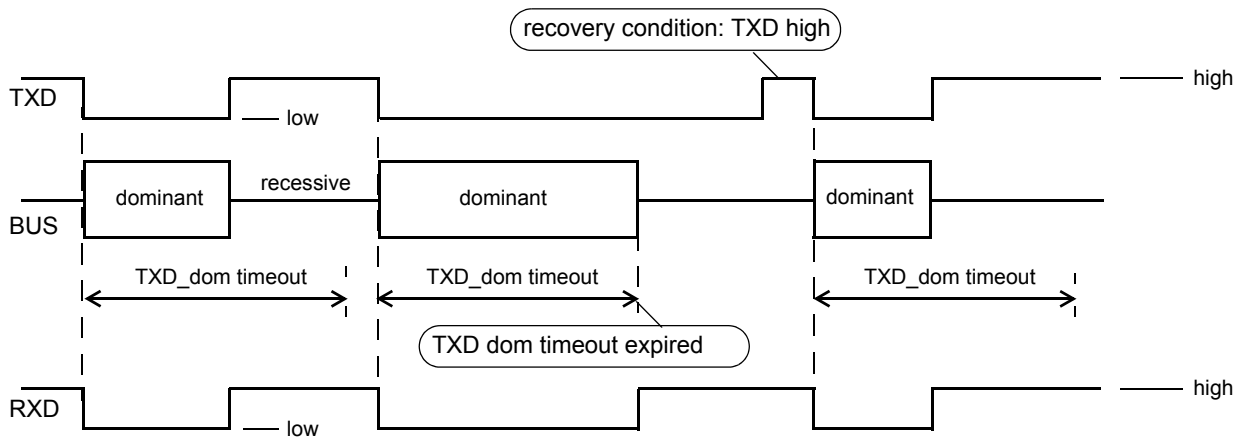 recovery condition: TXD high
TXD
high
low
dominant
recessive
dominant
dominant
BUS
TXD_dom timeout
TXD_dom timeout
TXD_dom timeout
TXD dom timeout expired
RXD
high
low